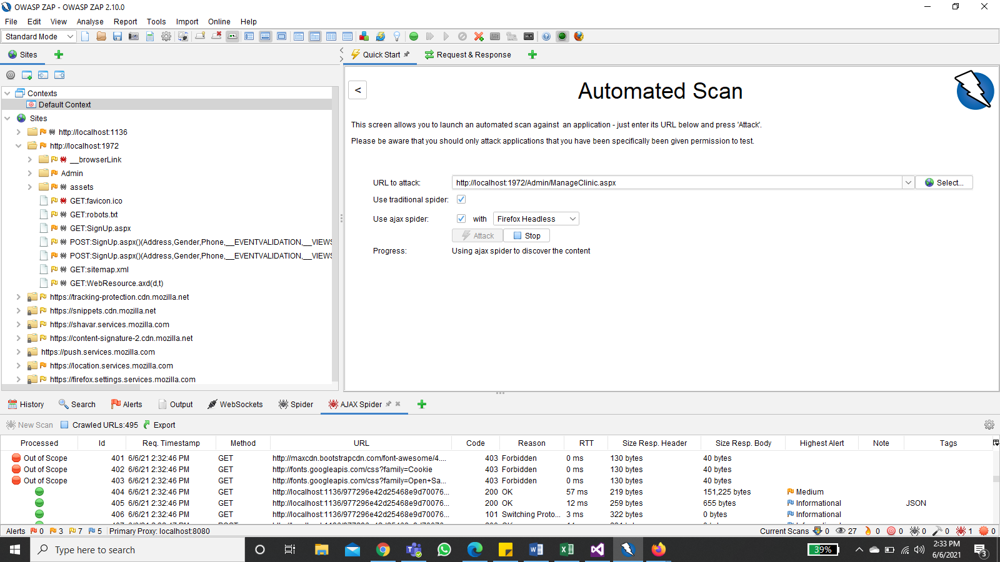 OWASP ZAP - OWASP ZAP 2.10.0
File Edit View Analyse Report Tools Import Online Help
Standard Mode
Sites
Quick Start
Request & Response
<
Automated Scan
This screen allows you to launch an automated scan against an application - just enter its URL below and press 'Attack'.
Please be aware that you should only attack applications that you have been specifically been given permission to test.
URL to attack: http://localhost:1972/Admin/ManageClinic.aspx Select...
Use traditional spider:
Use ajax spider: with Firefox Headless
Attack Stop
Progress: Using ajax spider to discover the content
Contexts
Default Context
Sites
http://localhost:1136
http://localhost:1972
__browserLink
Admin
assets
GET:favicon.ico
GET:robots.txt
GET:SignUp.aspx
POST:SignUp.aspx()(Address,Gender,Phone,__EVENTVALIDATION,__VIEWS
POST:SignUp.aspx()(Address,Gender,Phone,__EVENTVALIDATION,__VIEWS
GET:sitemap.xml
GET:WebResource.axd(d,t)
https://tracking-protection.cdn.mozilla.net
https://snippets.cdn.mozilla.net
https://shavar.services.mozilla.com
https://content-signature-2.cdn.mozilla.net
https://push.services.mozilla.com
https://location.services.mozilla.com
https://firefox.settings.services.mozilla.com
History Search Alerts Output WebSockets Spider AJAX Spider
New Scan Crawled URLs:495 Export
Processed Id Req. Timestamp Method URL Code Reason RTT Size Resp. Header Size Resp. Body Highest Alert Note Tags
Out of Scope 401 6/6/21 2:32:46 PM GET http://maxcdn.bootstrapcdn.com/font-awesome/4.... 403 Forbidden 0 ms 130 bytes 40 bytes
Out of Scope 402 6/6/21 2:32:46 PM GET http://fonts.googleapis.com/css?family=Cookie 403 Forbidden 0 ms 130 bytes 40 bytes
Out of Scope 403 6/6/21 2:32:46 PM GET http://fonts.googleapis.com/css?family=Open+Sa... 403 Forbidden 0 ms 130 bytes 40 bytes
404 6/6/21 2:32:46 PM GET http://localhost:1136/977296e42d25468e9d70076... 200 OK 57 ms 219 bytes 151,225 bytes Medium
405 6/6/21 2:32:46 PM GET http://localhost:1136/977296e42d25468e9d70076... 200 OK 12 ms 259 bytes 655 bytes Informational JSON
406 6/6/21 2:32:46 PM GET http://localhost:1136/977296e42d25468e9d70076... 101 Switching Proto... 3 ms 322 bytes 0 bytes Informational
Alerts 0 3 7 5 Primary Proxy: localhost:8080 Current Scans 0 27 0 0 0 0 1 0
Type here to search
39%
2:33 PM
6/6/2021
3